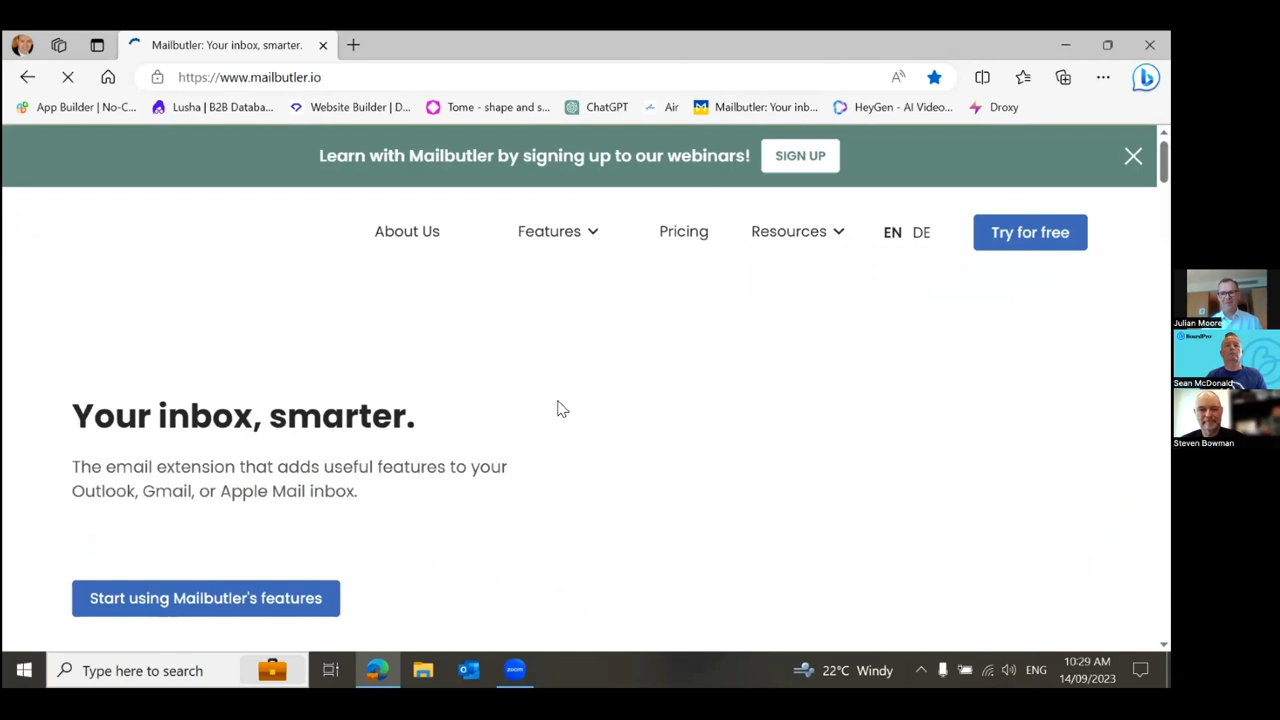 Mailbutler: Your inbox, smarter.
https://www.mailbutler.io
App Builder | No-C...
Lusha | B2B Databa...
Website Builder | D...
Tome - shape and s...
ChatGPT
Air
Mailbutler: Your inb...
HeyGen - AI Video...
Droxy
Learn with Mailbutler by signing up to our webinars!
SIGN UP
About Us
Features
Pricing
Resources
EN DE
Try for free
Your inbox, smarter.
The email extension that adds useful features to your
Outlook, Gmail, or Apple Mail inbox.
Start using Mailbutler's features
Julian Moore
BoardPro
Sean McDonald
Steven Bowman
Type here to search
zoom
22°C Windy
ENG
10:29 AM
14/09/2023